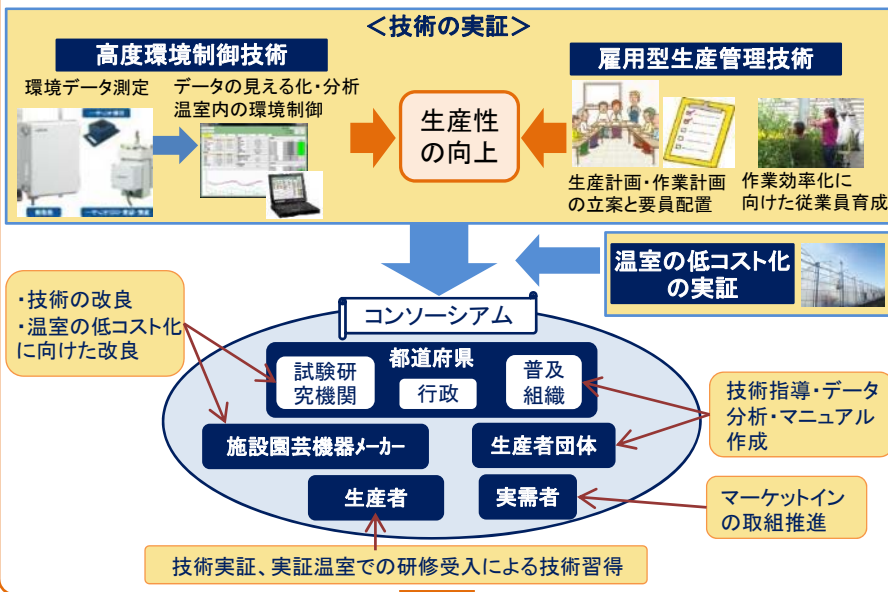 ＜技術の実証＞
高度環境制御技術
環境データ測定
データの見える化・分析
温室内の環境制御
生産性
の向上
雇用型生産管理技術
生産計画・作業計画
の立案と要員配置
作業効率化に
向けた従業員育成
温室の低コスト化
の実証
・技術の改良
・温室の低コスト化
に向けた改良
コンソーシアム
都道府県
試験研
究機関
行政
普及
組織
施設園芸機器メーカー
生産者団体
生産者
実需者
技術指導・データ
分析・マニュアル
作成
マーケットイン
の取組推進
技術実証、実証温室での研修受入による技術習得